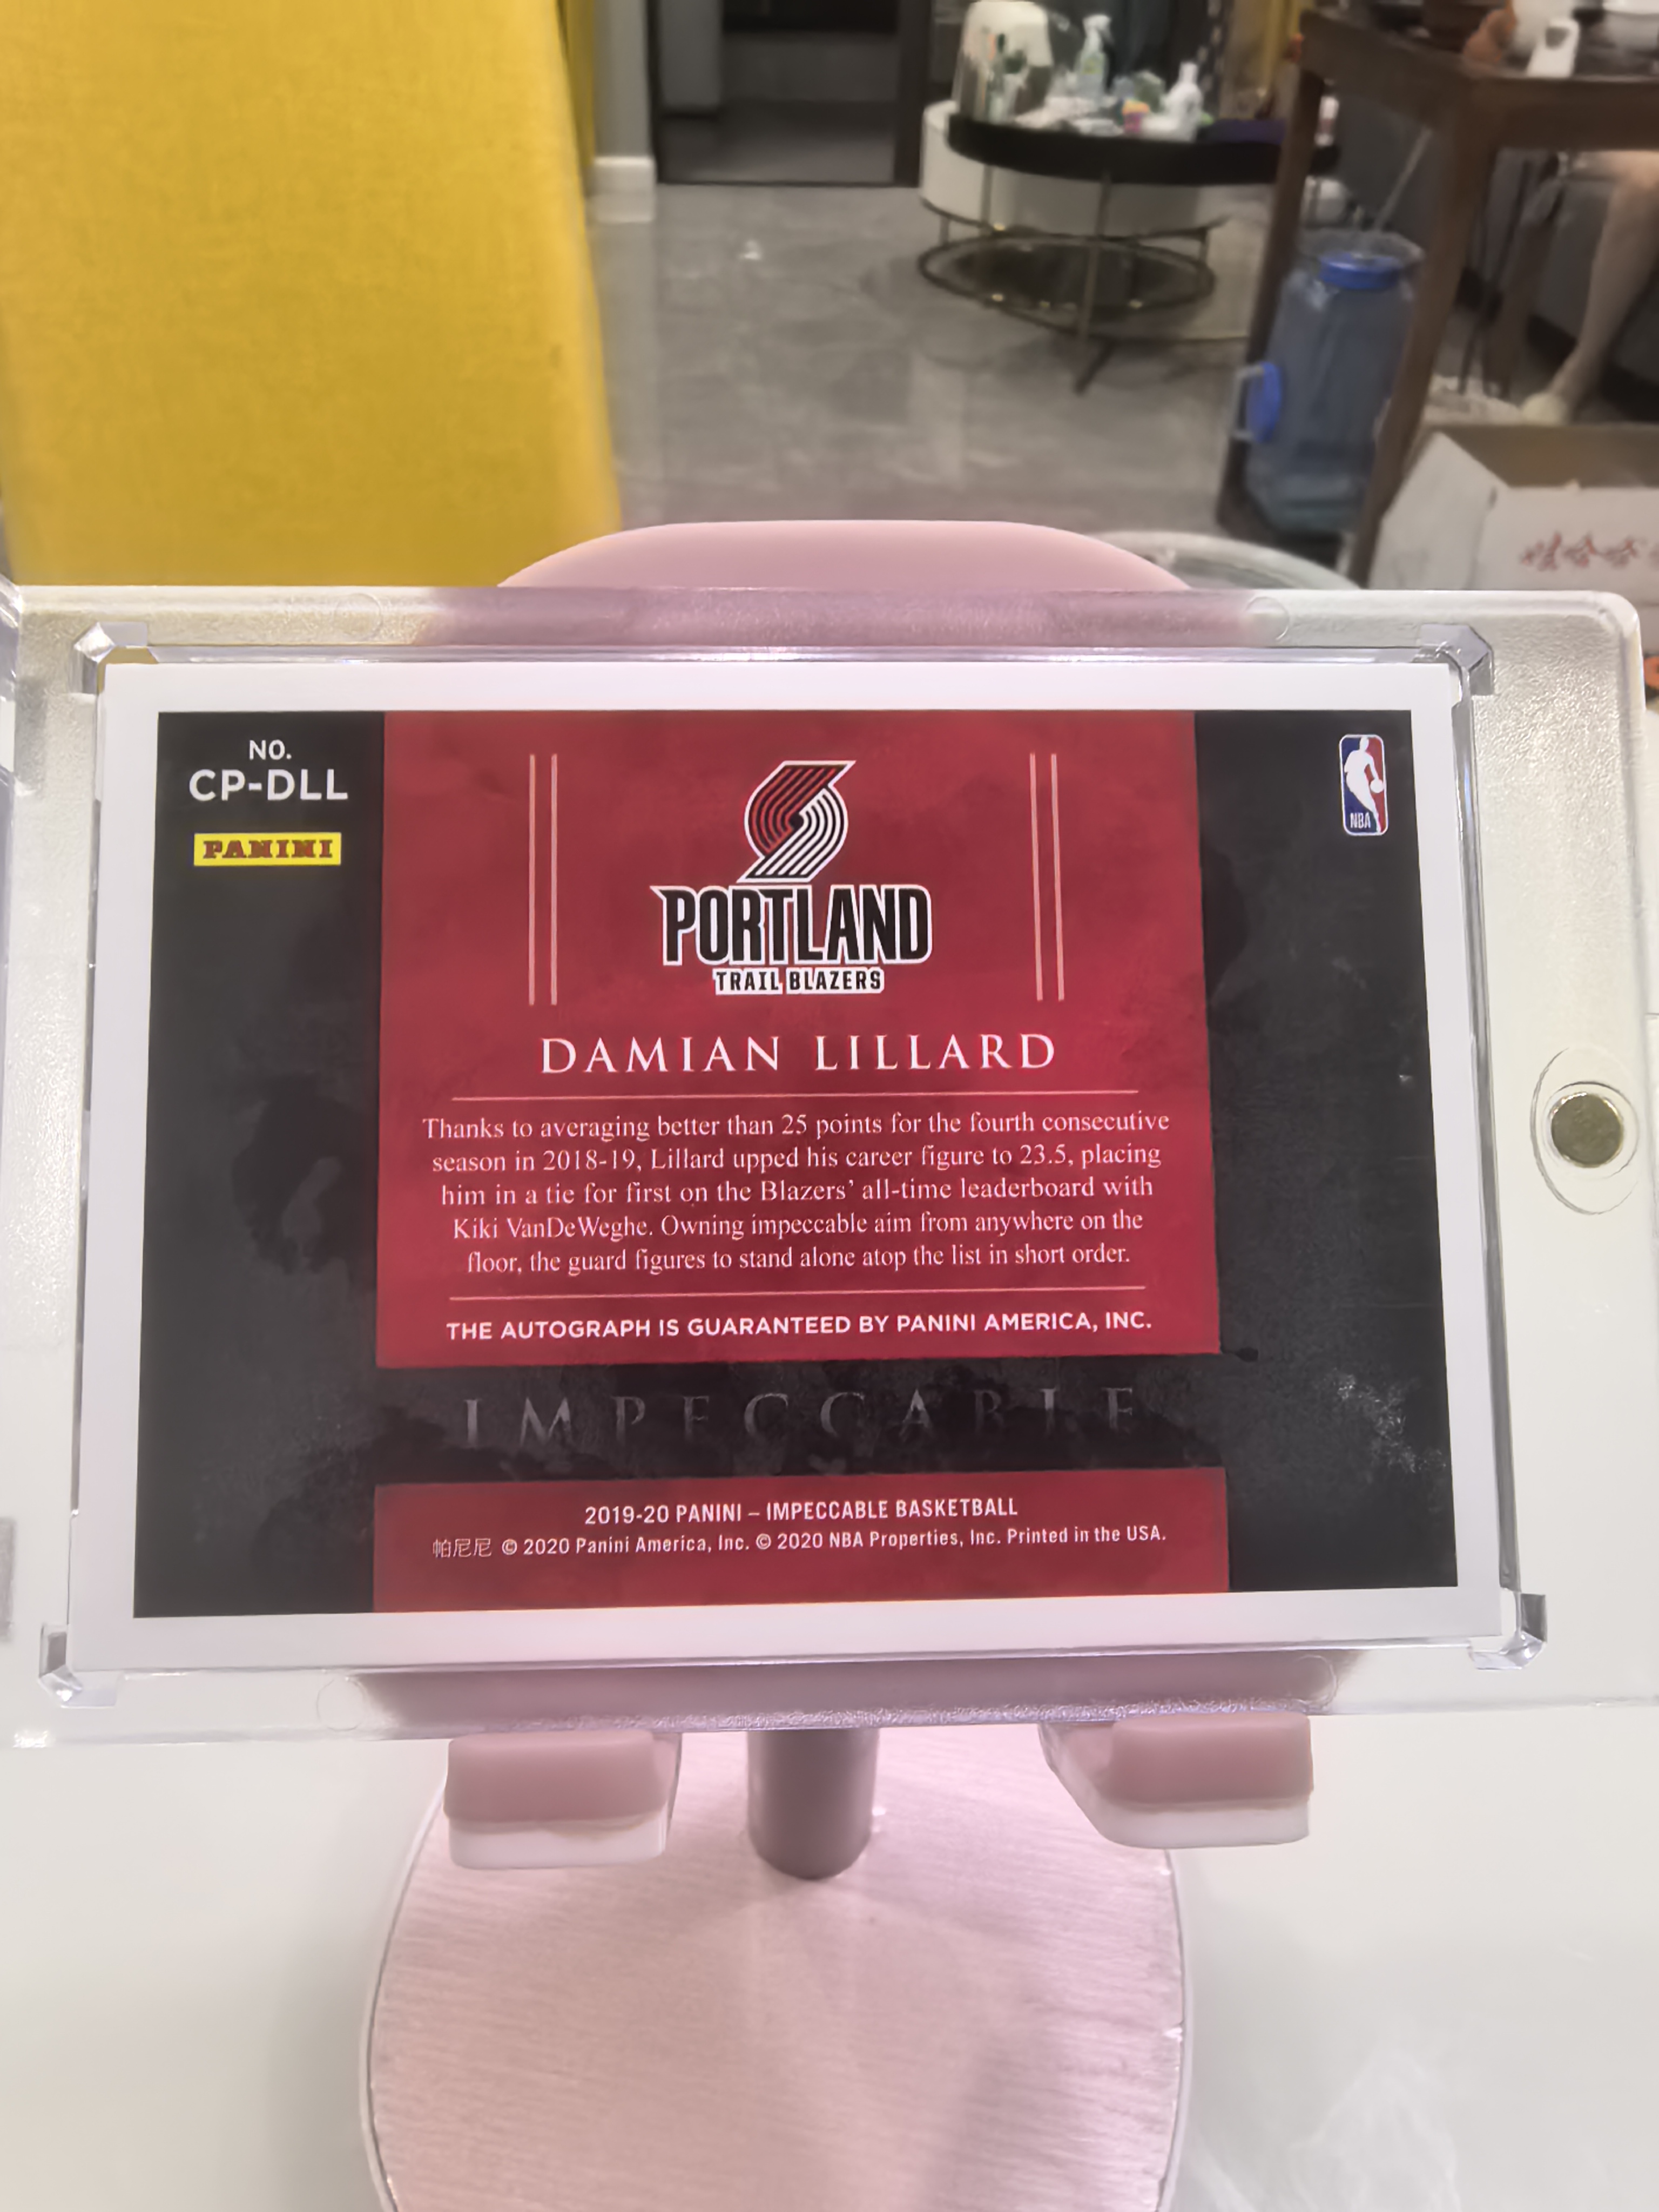 NO.
CP-DLL
PANINI
NBA
PORTLAND
TRAIL BLAZERS
DAMIAN LILLARD
Thanks to averaging better than 25 points for the fourth consecutive
season in 2018-19, Lillard upped his career figure to 23.5, placing
him in a tie for first on the Blazers’ all-time leaderboard with
Kiki VanDeWeghe. Owning impeccable aim from anywhere on the
floor, the guard figures to stand alone atop the list in short order.
THE AUTOGRAPH IS GUARANTEED BY PANINI AMERICA, INC.
IMPECCABLE
2019-20 PANINI – IMPECCABLE BASKETBALL
帕尼尼 © 2020 Panini America, Inc. © 2020 NBA Properties, Inc. Printed in the USA.
娃哈哈